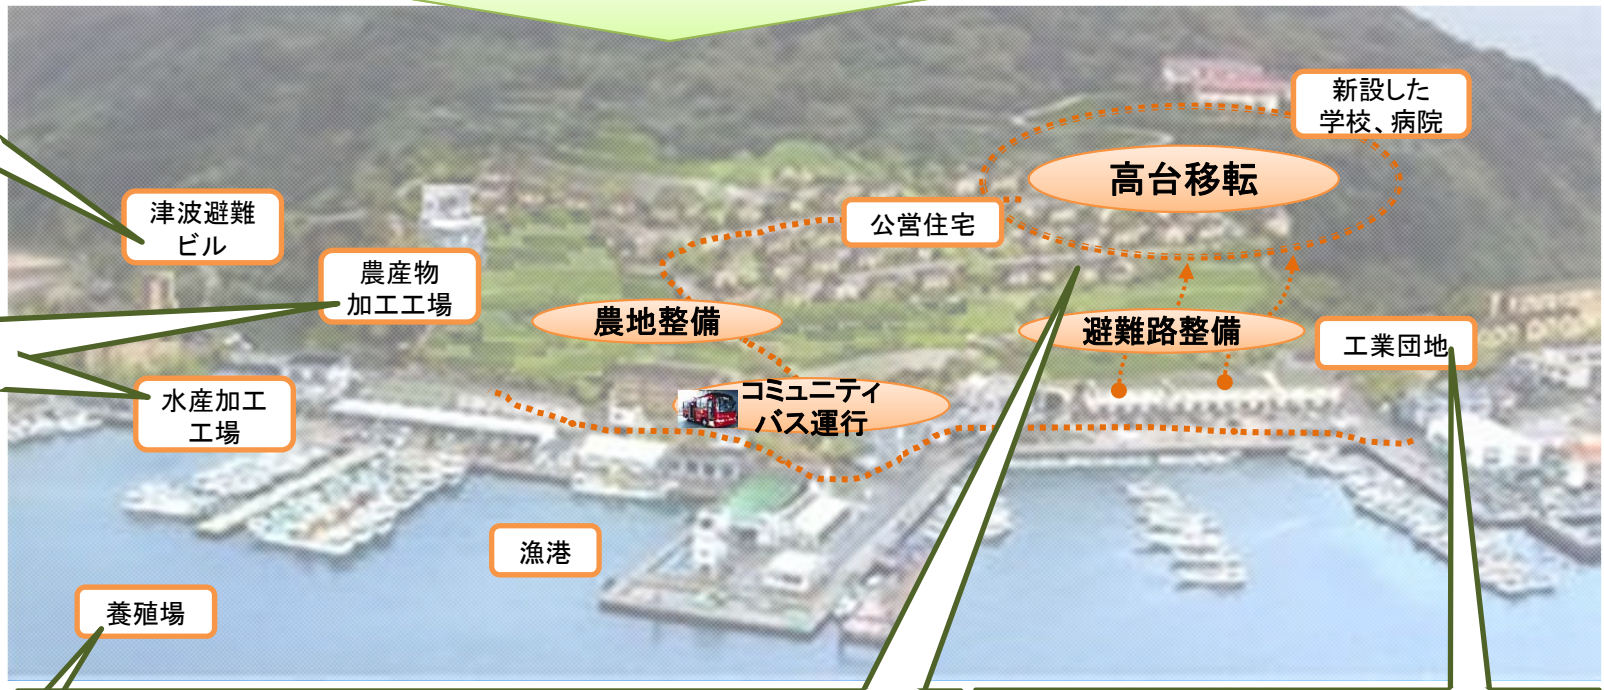 新設した
学校、病院
高台移転
津波避難
ビル
公営住宅
農産物
加工工場
農地整備
避難路整備
工業団地
水産加工
工場
コミュニティ
バス運行
漁港
養殖場